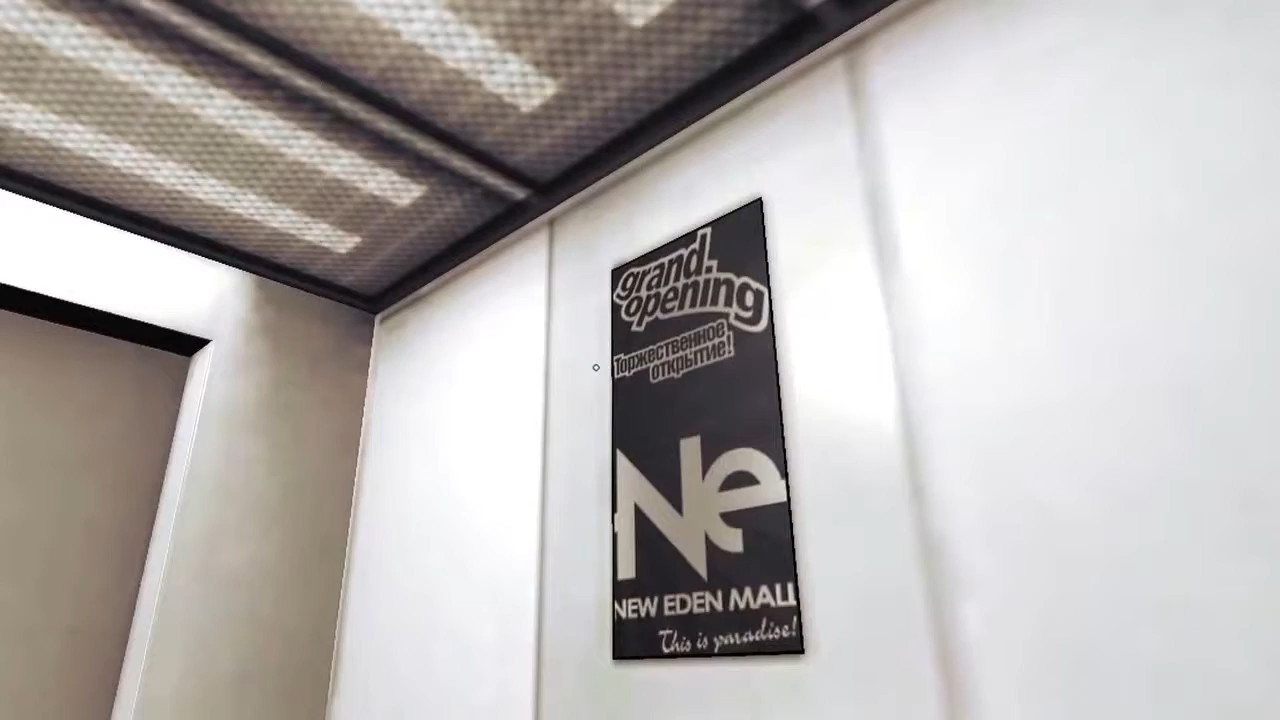 grand
opening
Торжественное
открытие!
Ne
NEW EDEN MALL
This is paradise!